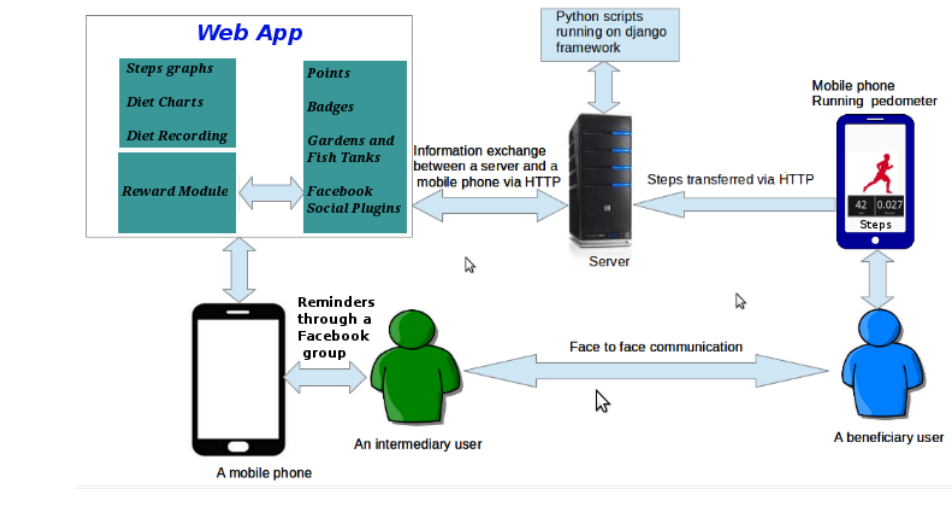 Web App
Steps graphs
Diet Charts
Diet Recording
Reward Module
Points
Badges
Gardens and
Fish Tanks
Facebook
Social Plugins
Python scripts
running on django
framework
Information exchange
between a server and a
mobile phone via HTTP
hp
Server
Steps transferred via HTTP
Mobile phone
Running pedometer
42
0.027
Steps
Reminders
through a
Facebook
group
Face to face communication
A mobile phone
An intermediary user
A beneficiary user